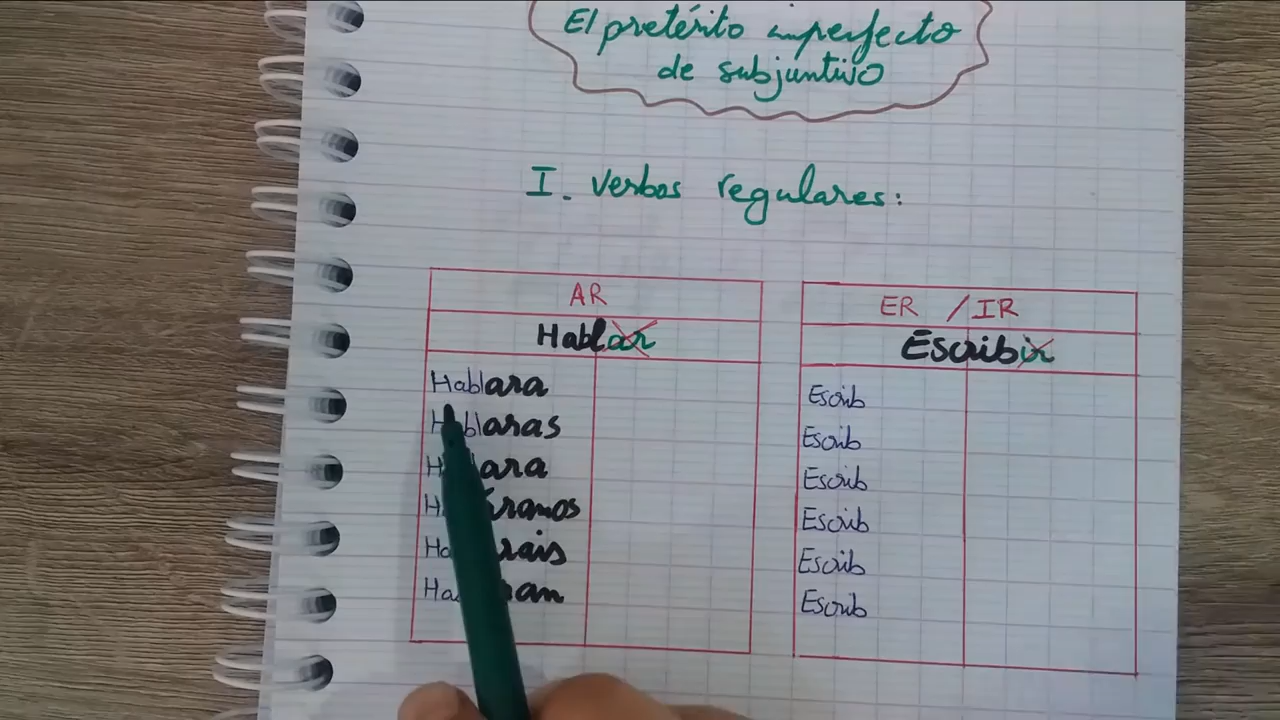 El pretérito imperfecto
de subjuntivo
I. Verbos regulares:
AR
Hablar
Hablara
Hablaras
ara
áramos
rais
ran
ER / IR
Escribir
Escrib
Escrib
Escrib
Escrib
Escrib
Escrib